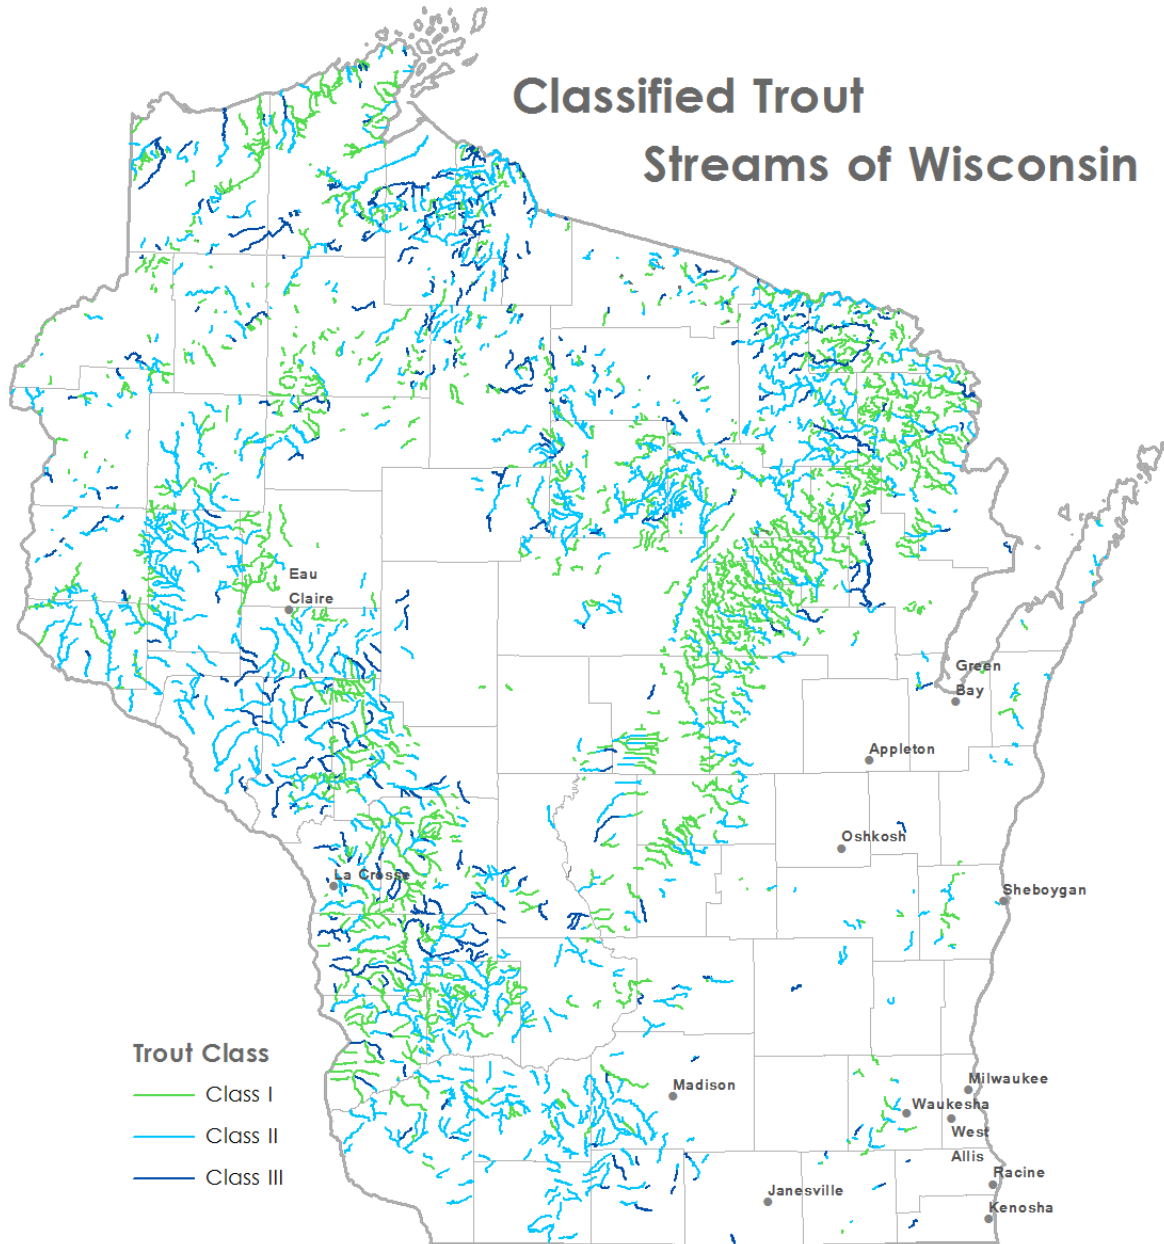 Classified Trout
Streams of Wisconsin
Eau
Claire
Green
Bay
Appleton
Oshkosh
La Crosse
Sheboygan
Trout Class
Class I
Class II
Class III
Madison
Milwaukee
Waukesha
West
Allis
Racine
Janesville
Kenosha